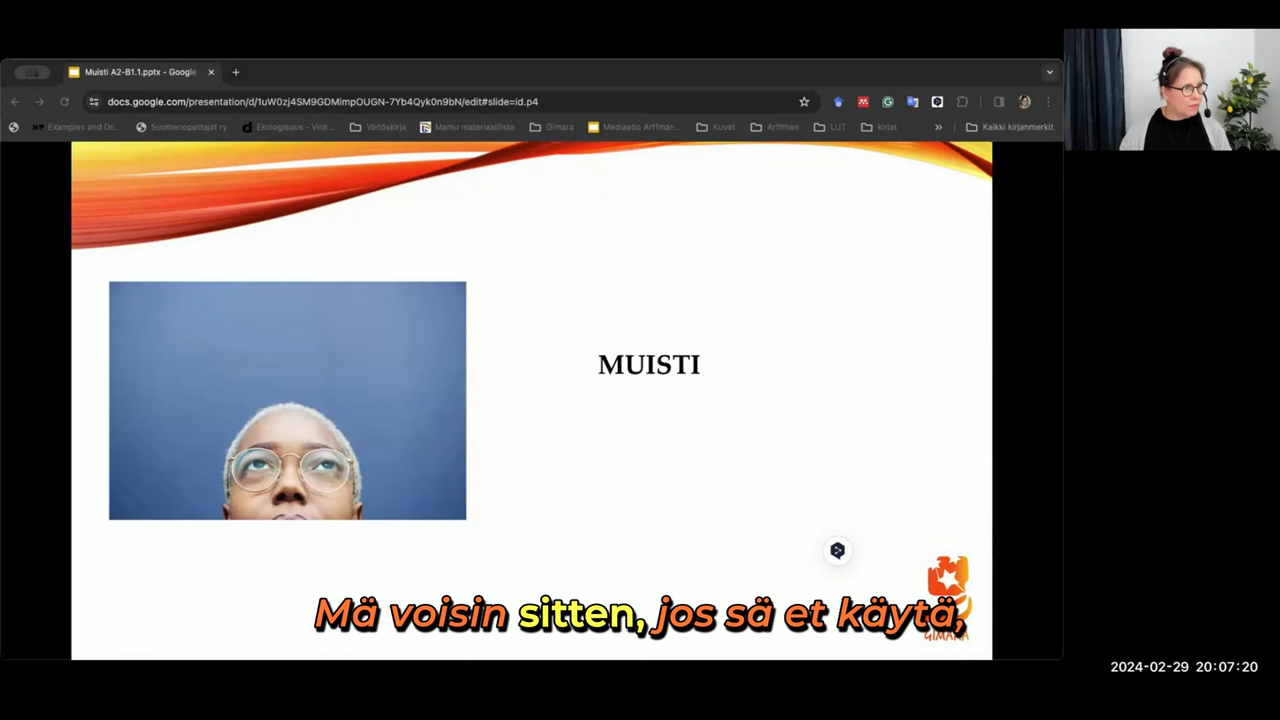 Muisti A2-B1.1.pptx - Google
docs.google.com/presentation/d/1uW0zj4SM9GDMimpOUGN-7Yb4Qyk0n9bN/edit#slide=id.p4
Examples and Do... Suomenopettajat ry Ekologisuus - Vink... Väitöskirja Mamu materiaalilista Gimara Mediaatio Arffman... Kuvat Arffman LUT kirjat » Kaikki kirjanmerkit
MUISTI
Mä voisin sitten, jos sä et käytä,
GIMARA
2024-02-29 20:07:20